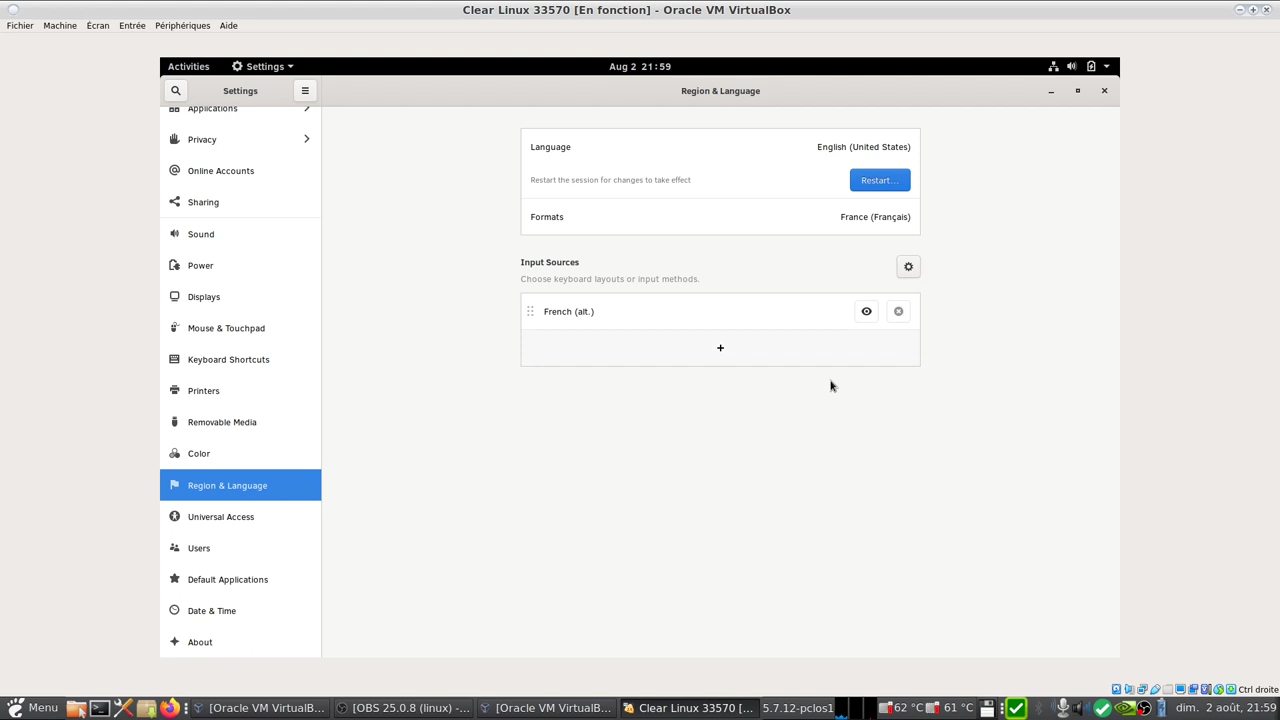 Clear Linux 33570 [En fonction] - Oracle VM VirtualBox
Fichier Machine Écran Entrée Périphériques Aide
Activities Settings Aug 2 21:59
Settings Region & Language
Applications
Privacy
Online Accounts
Sharing
Sound
Power
Displays
Mouse & Touchpad
Keyboard Shortcuts
Printers
Removable Media
Color
Region & Language
Universal Access
Users
Default Applications
Date & Time
About
Language English (United States)
Restart the session for changes to take effect Restart…
Formats France (Français)
Input Sources
Choose keyboard layouts or input methods.
French (alt.)
+
Ctrl droite
Menu [Oracle VM VirtualB... [OBS 25.0.8 (linux) -... [Oracle VM VirtualB... Clear Linux 33570 [... 5.7.12-pclos1 62 °C 61 °C dim. 2 août, 21:59